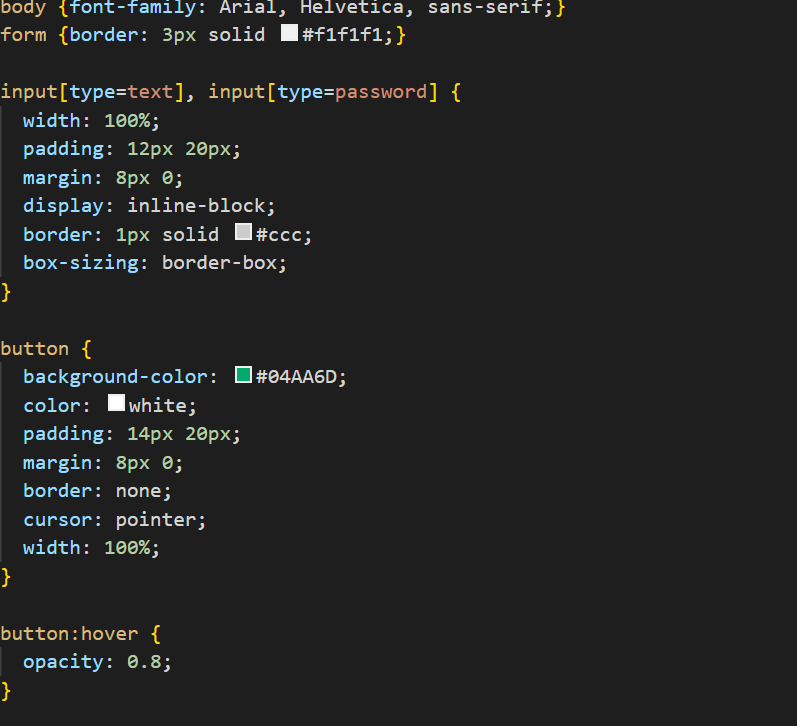 body {font-family: Arial, Helvetica, sans-serif;}
form {border: 3px solid #f1f1f1;}

input[type=text], input[type=password] {
  width: 100%;
  padding: 12px 20px;
  margin: 8px 0;
  display: inline-block;
  border: 1px solid #ccc;
  box-sizing: border-box;
}

button {
  background-color: #04AA6D;
  color: white;
  padding: 14px 20px;
  margin: 8px 0;
  border: none;
  cursor: pointer;
  width: 100%;
}

button:hover {
  opacity: 0.8;
}